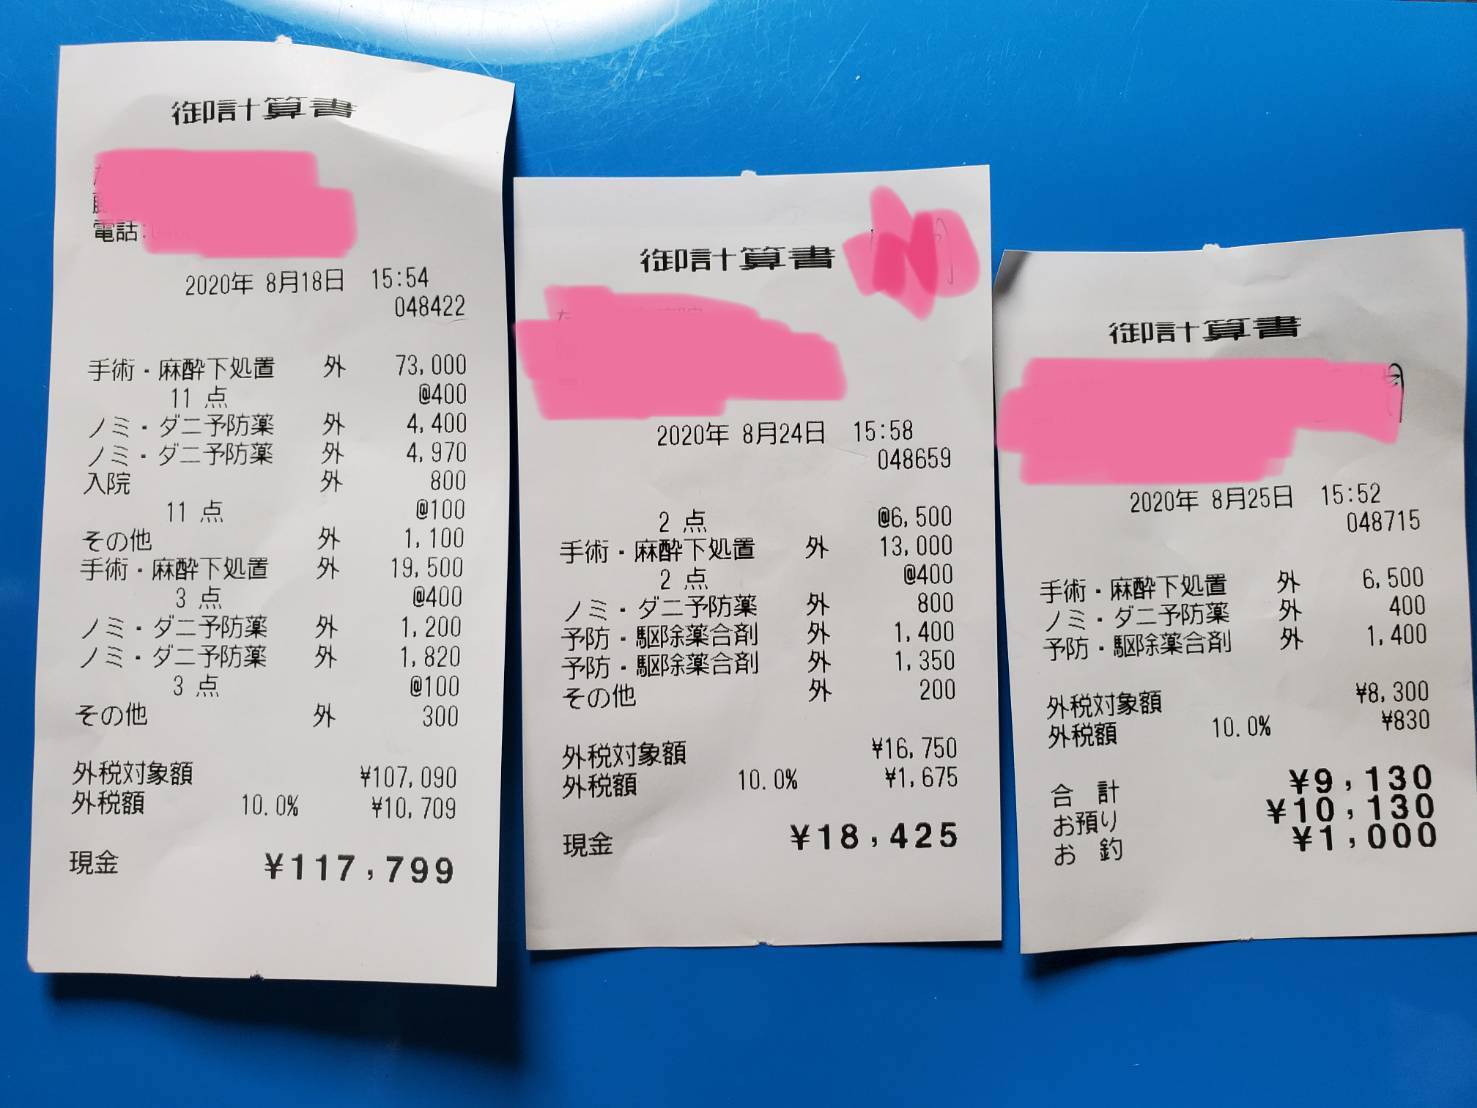 御計算書
電話:
2020年 8月18日 15:54
048422
手術・麻酔下処置 外 73,000
11 点 @400
ノミ・ダニ予防薬 外 4,400
ノミ・ダニ予防薬 外 4,970
入院 外 800
11 点 @100
その他 外 1,100
手術・麻酔下処置 外 19,500
3 点 @400
ノミ・ダニ予防薬 外 1,200
ノミ・ダニ予防薬 外 1,820
3 点 @100
その他 外 300
外税対象額 ¥107,090
外税額 10.0% ¥10,709
現金 ¥117,799
御計算書
2020年 8月24日 15:58
048659
2 点 @6,500
手術・麻酔下処置 外 13,000
2 点 @400
ノミ・ダニ予防薬 外 800
予防・駆除薬合剤 外 1,400
予防・駆除薬合剤 外 1,350
その他 外 200
外税対象額 ¥16,750
外税額 10.0% ¥1,675
現金 ¥18,425
御計算書
2020年 8月25日 15:52
048715
手術・麻酔下処置 外 6,500
ノミ・ダニ予防薬 外 400
予防・駆除薬合剤 外 1,400
外税対象額 ¥8,300
外税額 10.0% ¥830
合 計 ¥9,130
お預り ¥10,130
お 釣 ¥1,000